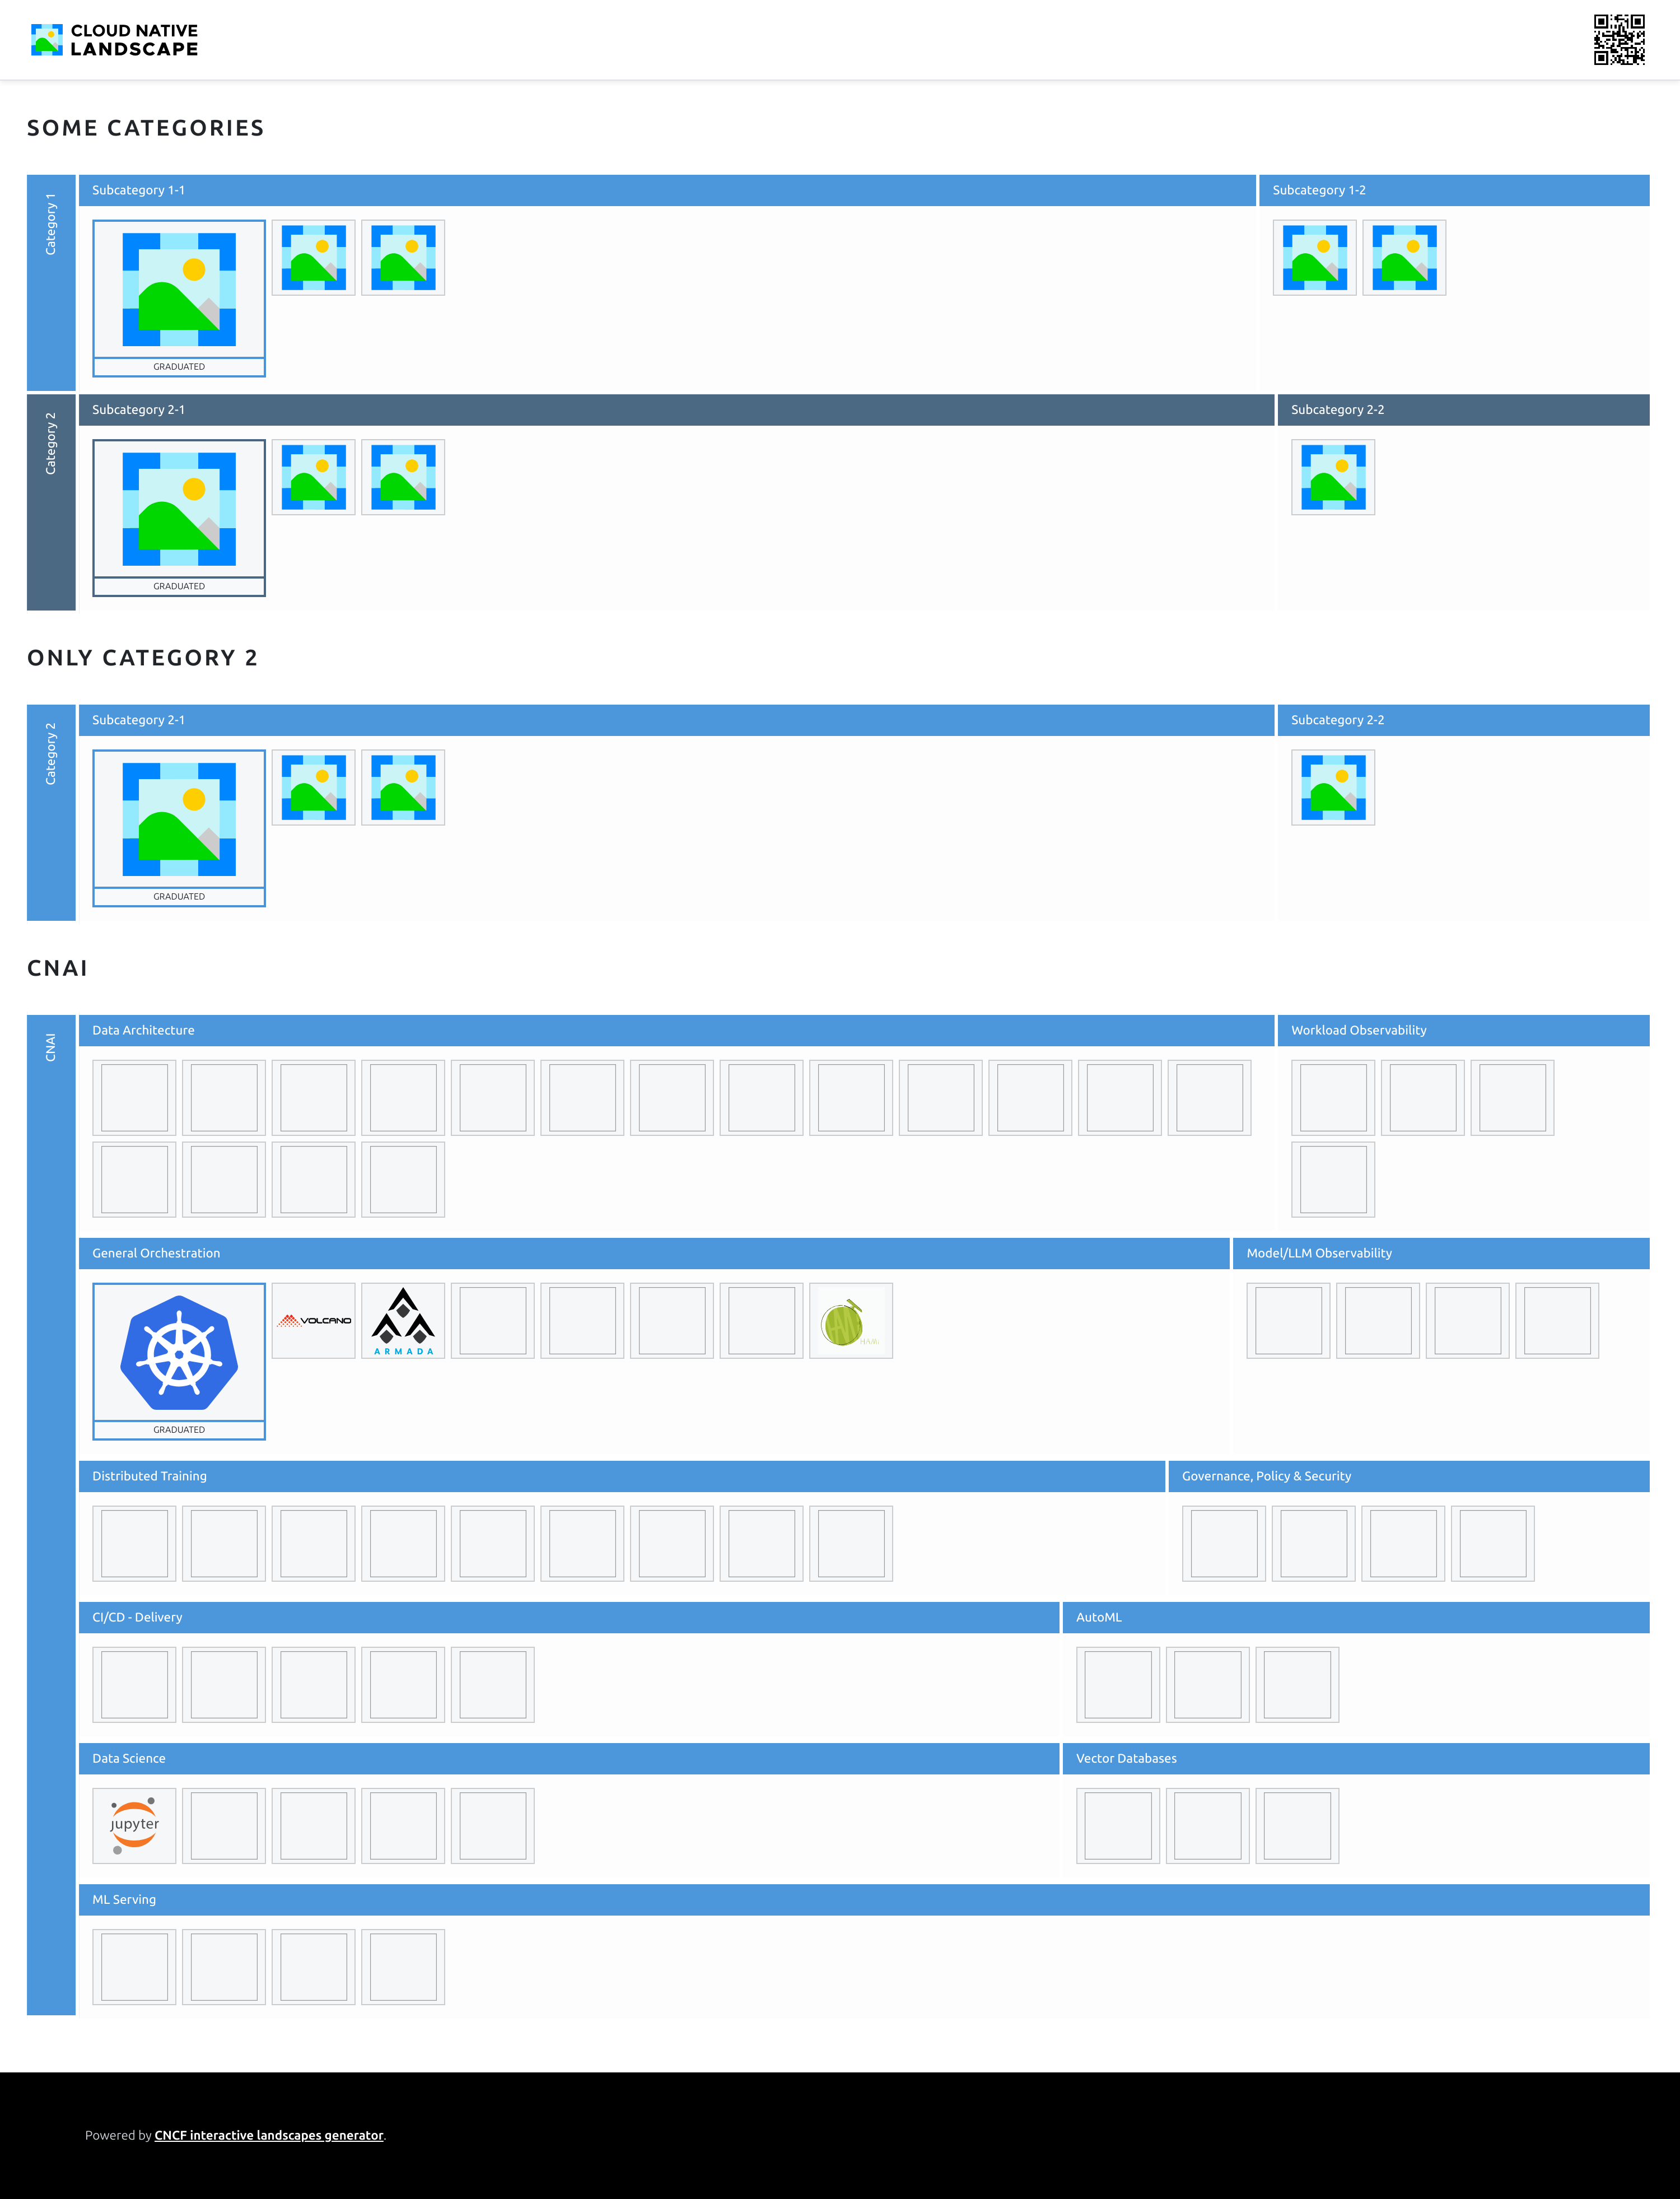 CLOUD NATIVE
LANDSCAPE
SOME CATEGORIES
Category 1
Subcategory 1-1
Subcategory 1-2
GRADUATED
Category 2
Subcategory 2-1
Subcategory 2-2
GRADUATED
ONLY CATEGORY 2
Category 2
Subcategory 2-1
Subcategory 2-2
GRADUATED
CNAI
CNAI
Data Architecture
Workload Observability
General Orchestration
Model/LLM Observability
VOLCANO
ARMADA
GRADUATED
Distributed Training
Governance, Policy & Security
CI/CD - Delivery
AutoML
Data Science
Vector Databases
jupyter
ML Serving
Powered by CNCF interactive landscapes generator.